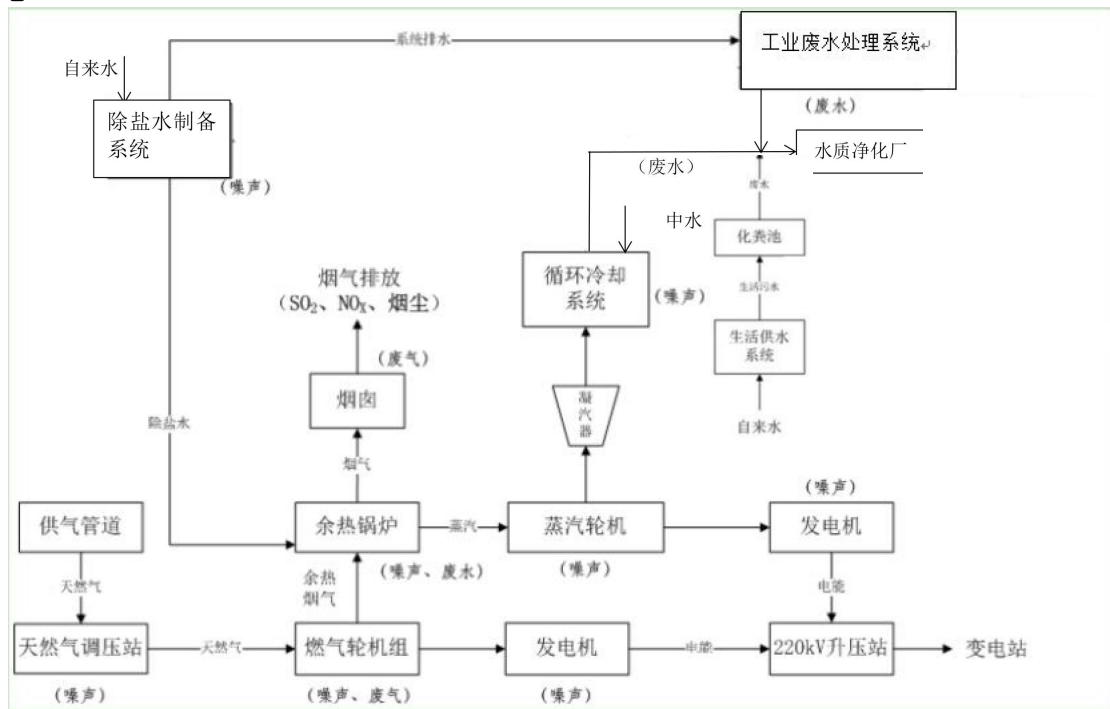 系统排水
工业废水处理系统
自来水
(废水)
除盐水制备
系统
(噪声)
(废水)
水质净化厂
废水
中水
化粪池
烟气排放
(SO₂、NOₓ、烟尘)
循环冷却
系统
(噪声)
生活污水
生活供水
系统
(废气)
烟囱
凝
汽
器
除盐水
自来水
烟气
(噪声)
供气管道
余热锅炉
蒸汽
蒸汽轮机
发电机
(噪声、废水)
(噪声)
天然气
余热
烟气
电能
天然气调压站
天然气
燃气轮机组
发电机
电能
220kV升压站
变电站
(噪声)
(噪声、废气)
(噪声)